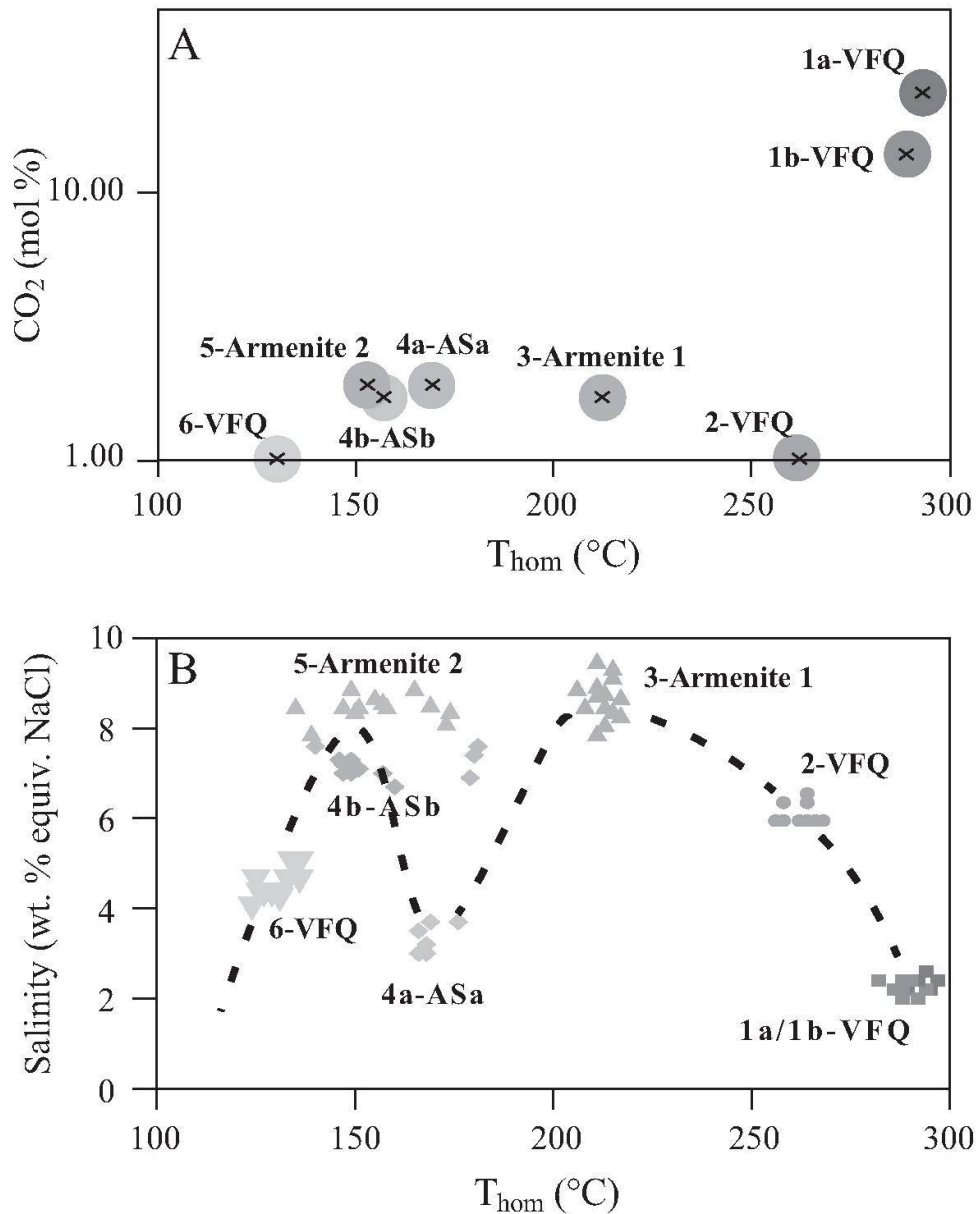 A
1a-VFQ
1b-VFQ
10.00
CO2 (mol %)
5-Armenite 2
4a-ASa
3-Armenite 1
6-VFQ
4b-ASb
2-VFQ
1.00
100 150 200 250 300
Thom (°C)
B
10
5-Armenite 2
3-Armenite 1
8
2-VFQ
4b-ASb
6
Salinity (wt. % equiv. NaCl)
4
6-VFQ
4a-ASa
2
1a/1b-VFQ
0
100 150 200 250 300
Thom (°C)